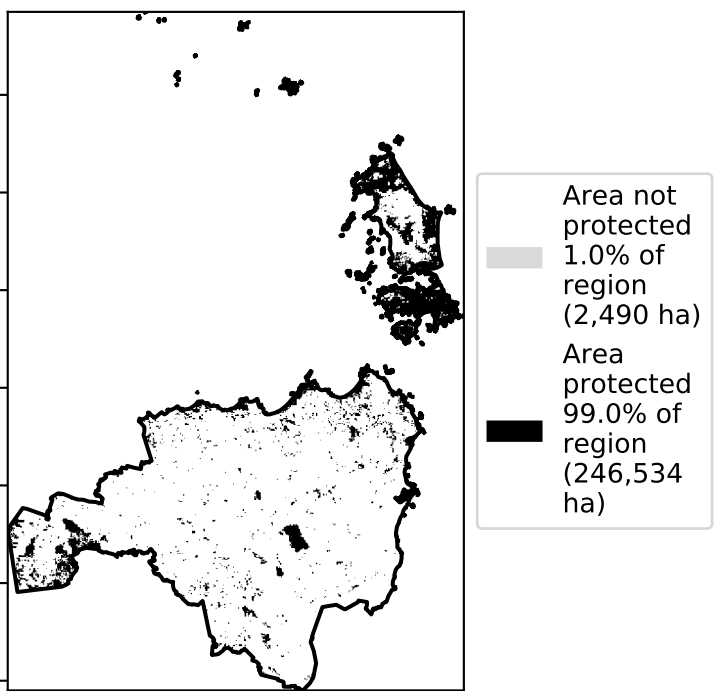 Area not
protected
1.0% of
region
(2,490 ha)
Area
protected
99.0% of
region
(246,534
ha)